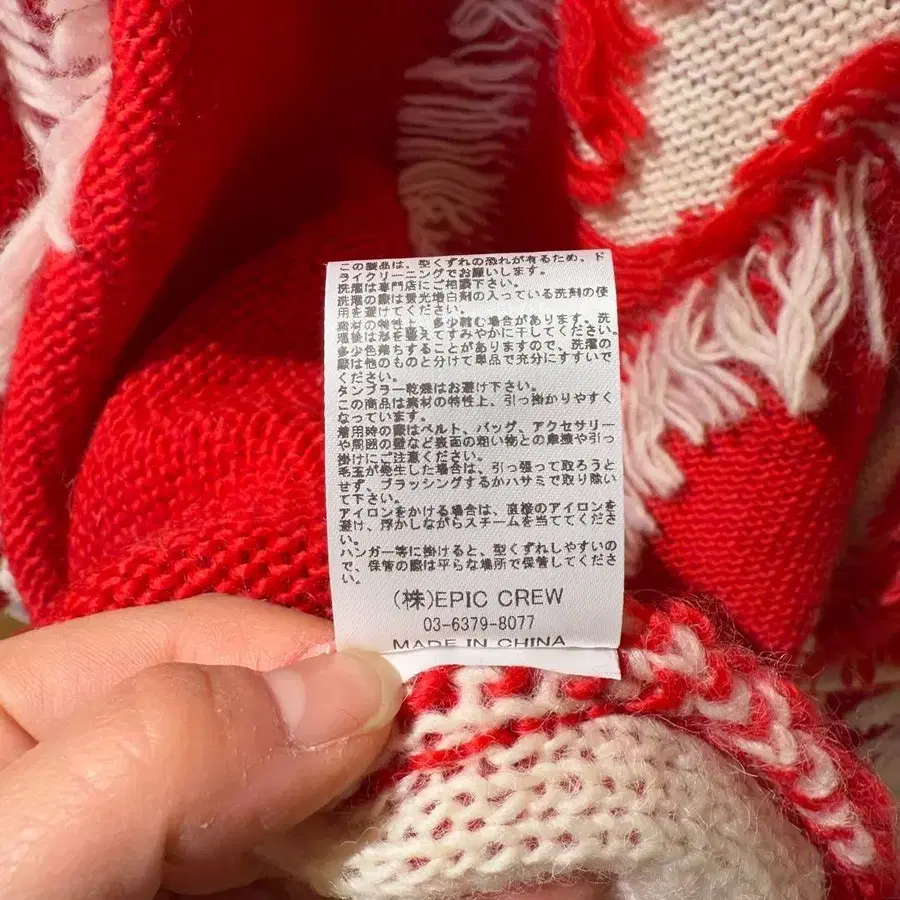 この製品は、型くずれの恐れが有るため、ド
ライクリーニングでお願いします。
洗濯は専門店にご相談下さい。
洗濯の際は蛍光増白剤の入っている洗剤の使
用を避けてください。
素材の特性上、多少縮む場合があります。洗
濯後は形を整えてすみやかに干してください。
多少色落ちすることがありますので、洗濯の
際は他のものと分けて単品で充分にすすいで
ください。
タンブラー乾燥はお避け下さい。
この商品は素材の特性上、引っ掛かりやすく
なっています。
着用時の際はベルト、バッグ、アクセサリー
や周囲の壁など表面の粗い物との摩擦や引っ
掛けにご注意ください。
毛玉が発生した場合は、引っ張って取ろうと
せず、ブラッシングするかハサミで取り除い
て下さい。
アイロンをかける場合は、直接のアイロンを
避け、浮かしながらスチームを当ててくださ
い。
ハンガー等に掛けると、型くずれしやすいの
で、保管の際は平らな場所で保管してくださ
い。
(株)EPIC CREW
03-6379-8077
MADE IN CHINA